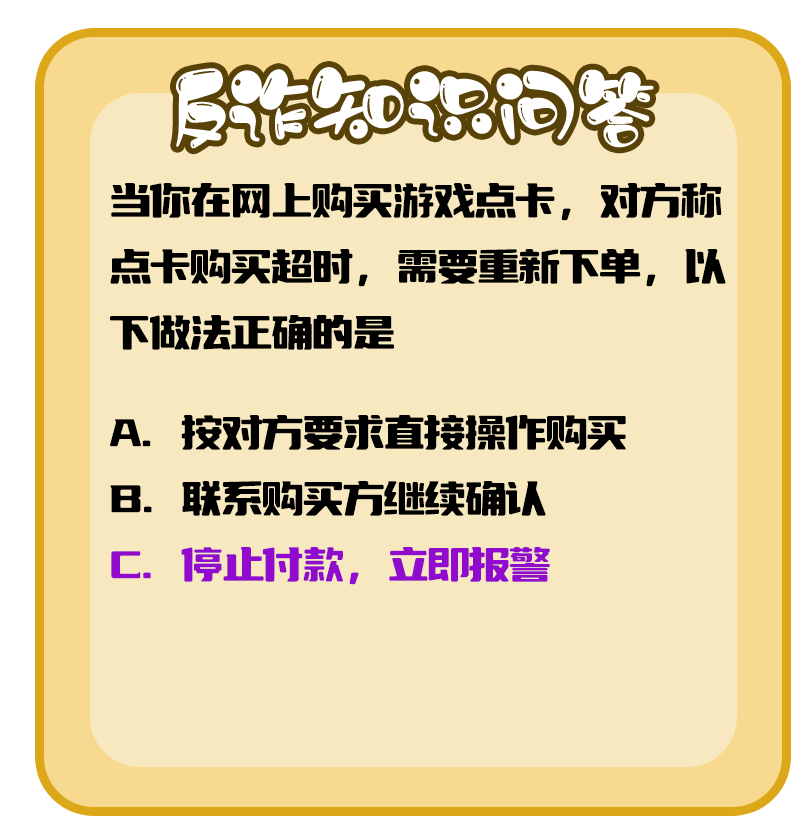 反诈知识问答
当你在网上购买游戏点卡，对方称
点卡购买超时，需要重新下单，以
下做法正确的是
A. 按对方要求直接操作购买
B. 联系购买方继续确认
C. 停止付款，立即报警